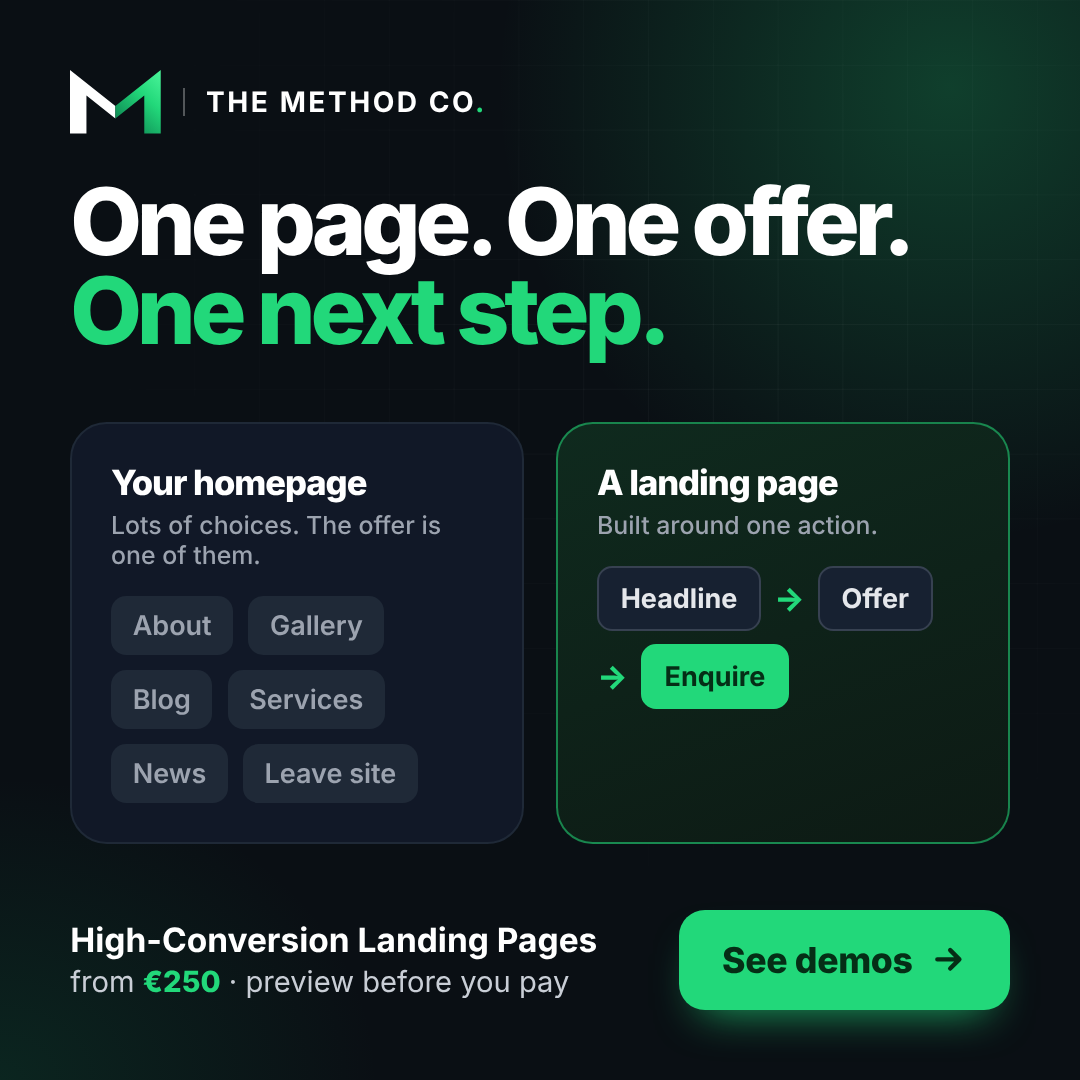 THE METHOD CO.
One page. One offer.
One next step.
Your homepage
Lots of choices. The offer is
one of them.
About Gallery
Blog Services
News Leave site
A landing page
Built around one action.
Headline → Offer
→ Enquire
High-Conversion Landing Pages
from €250 · preview before you pay
See demos →